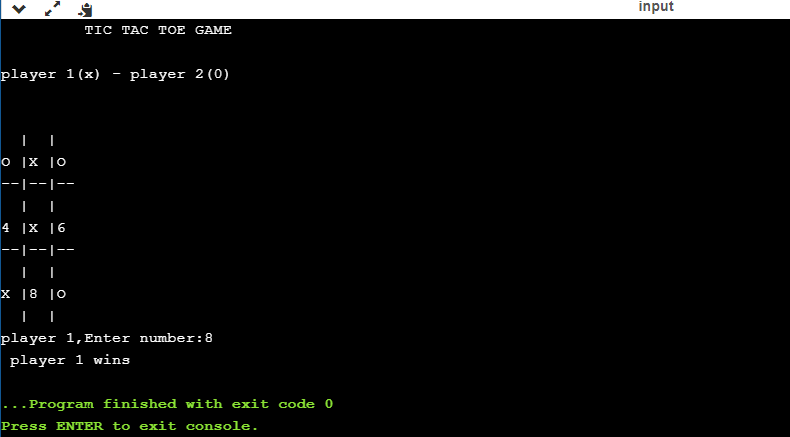 input
TIC TAC TOE GAME
player 1(x) - player 2(0)
  |  |
O |X |O
--|--|--
  |  |
4 |X |6
--|--|--
  |  |
X |8 |O
  |  |
player 1,Enter number:8
player 1 wins
...Program finished with exit code 0
Press ENTER to exit console.